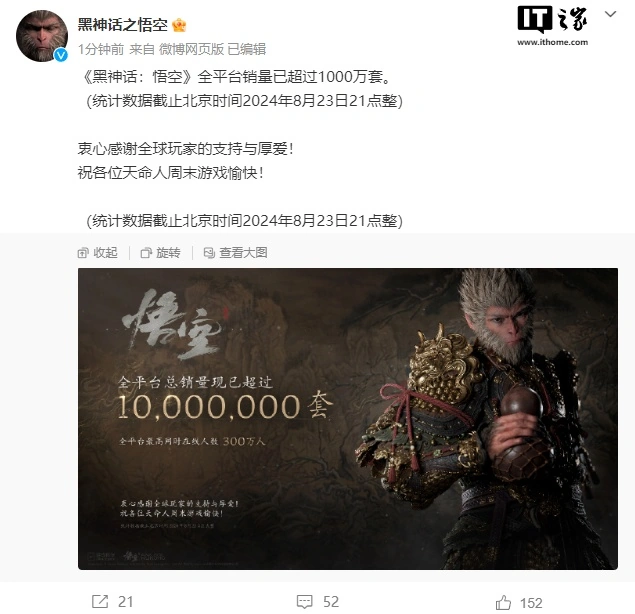 黑神话之悟空
1分钟前 来自 微博网页版 已编辑
IT之家
www.ithome.com
《黑神话：悟空》全平台销量已超过1000万套。
（统计数据截止北京时间2024年8月23日21点整）
衷心感谢全球玩家的支持与厚爱！
祝各位天命人周末游戏愉快！
（统计数据截止北京时间2024年8月23日21点整）
收起 旋转 查看大图
悟空
全平台总销量现已超过
10,000,000 套
全平台最高同时在线人数 300万人
衷心感谢全球玩家的支持与厚爱！
祝各位天命人周末游戏愉快！
21 52 152